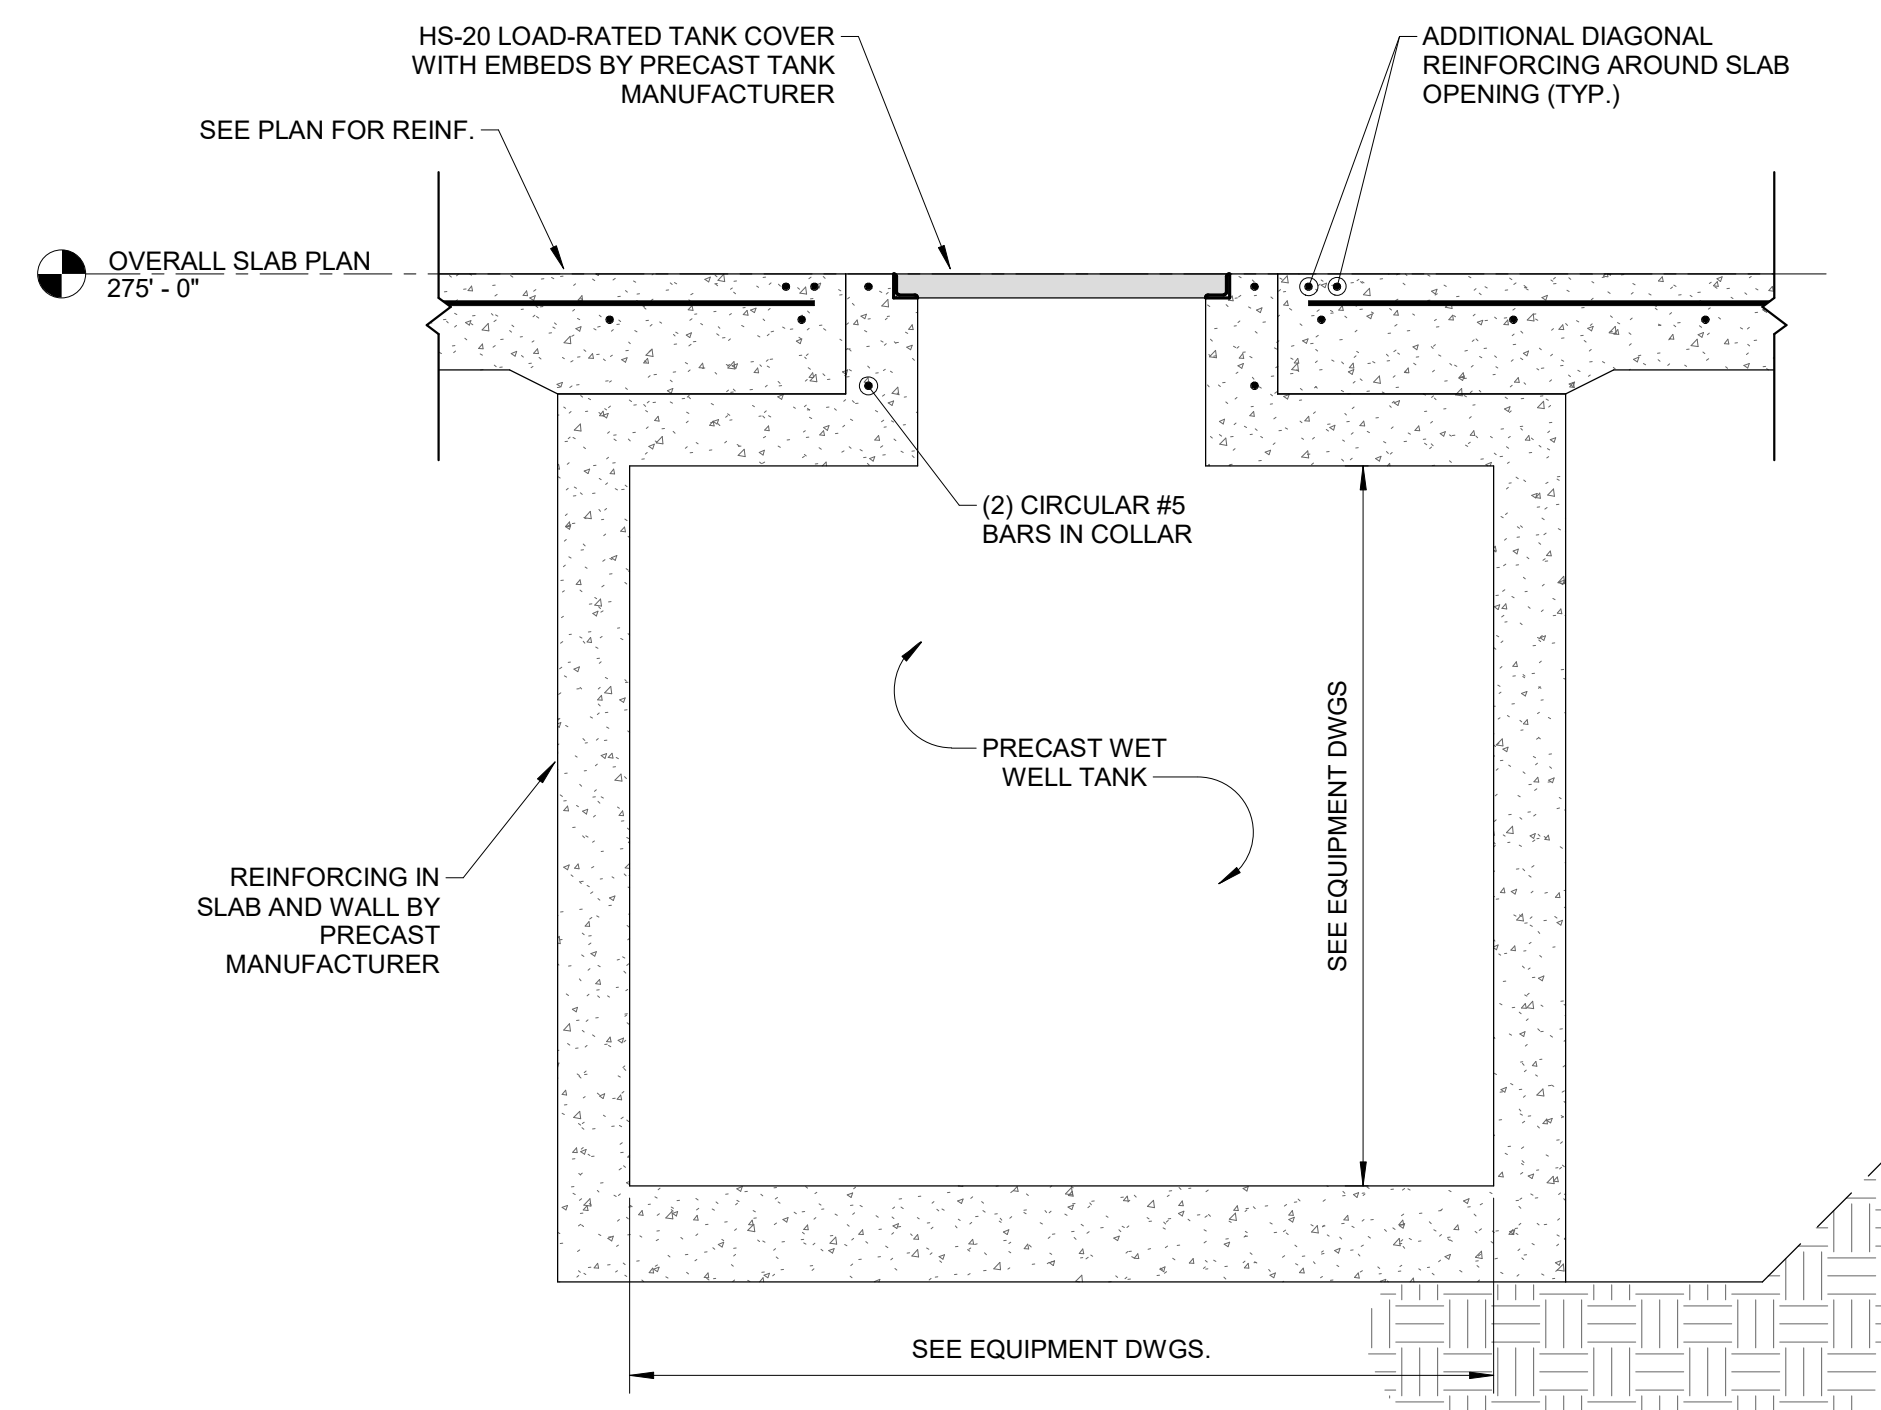 HS-20 LOAD-RATED TANK COVER
WITH EMBEDS BY PRECAST TANK
MANUFACTURER
ADDITIONAL DIAGONAL
REINFORCING AROUND SLAB
OPENING (TYP.)
SEE PLAN FOR REINF.
OVERALL SLAB PLAN
275' - 0"
(2) CIRCULAR #5
BARS IN COLLAR
PRECAST WET
WELL TANK
SEE EQUIPMENT DWGS
REINFORCING IN
SLAB AND WALL BY
PRECAST
MANUFACTURER
SEE EQUIPMENT DWGS.